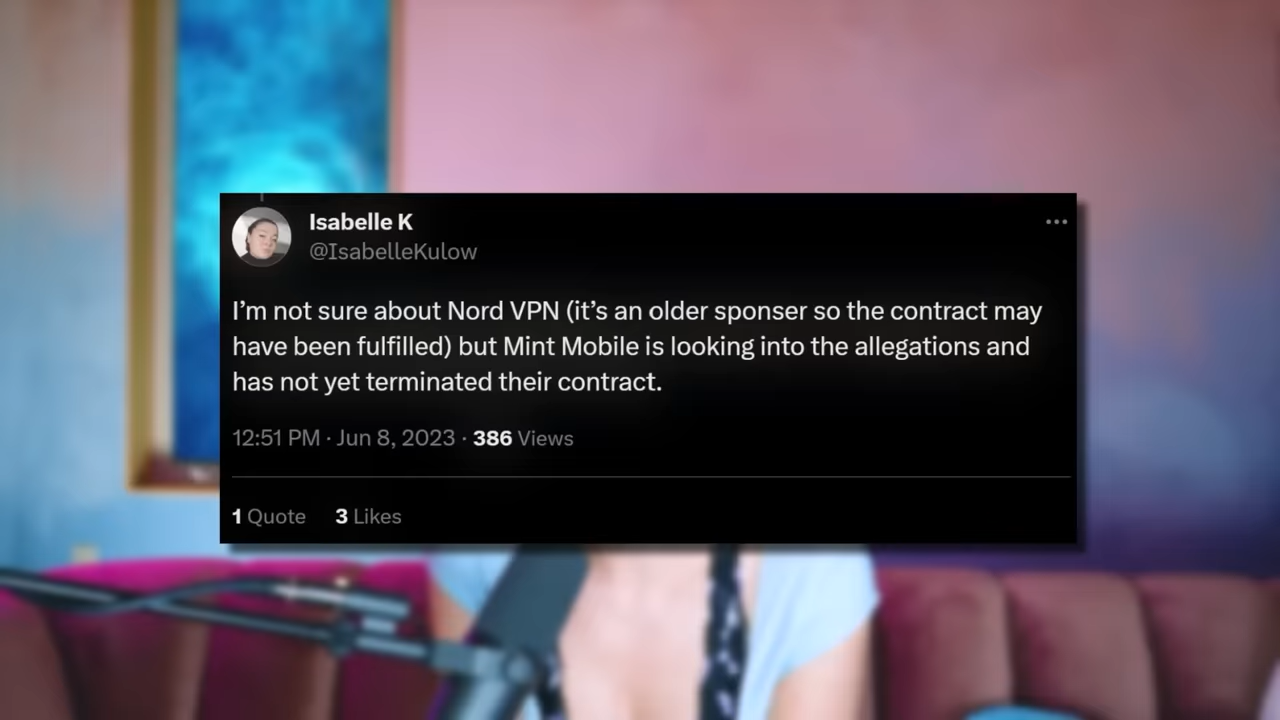 Isabelle K
@IsabelleKulow
I’m not sure about Nord VPN (it’s an older sponser so the contract may
have been fulfilled) but Mint Mobile is looking into the allegations and
has not yet terminated their contract.
12:51 PM · Jun 8, 2023 · 386 Views
1 Quote 3 Likes